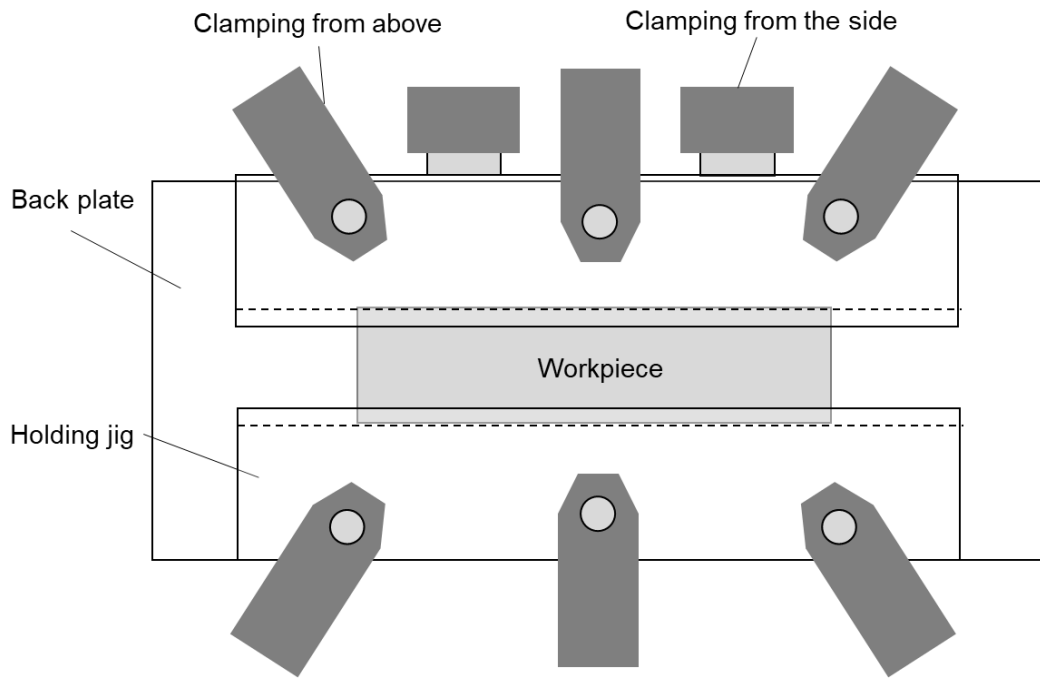 Clamping from above
Clamping from the side
Back plate
Workpiece
Holding jig